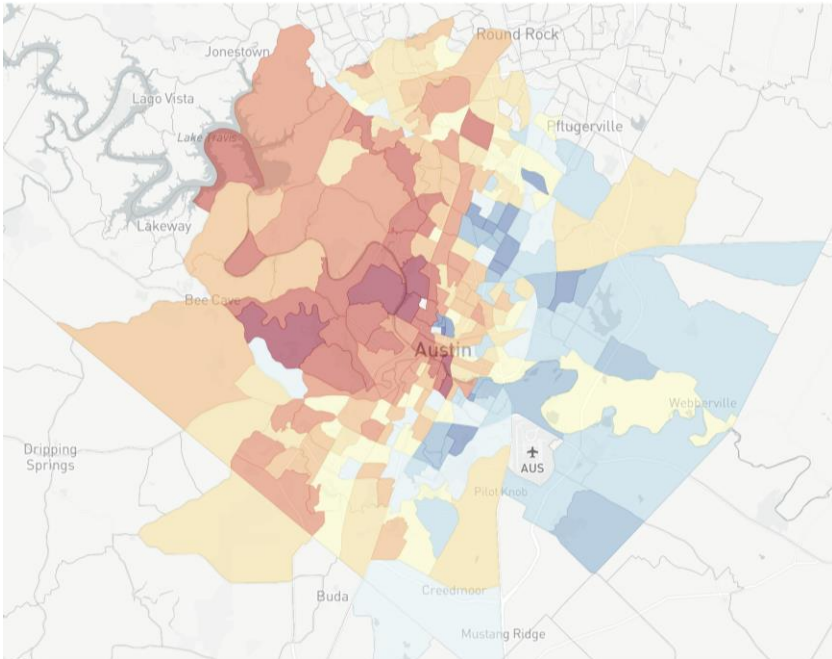 Round Rock
Jonestown
Lago Vista
Pflugerville
Lake Travis
Lakeway
Bee Cave
Austin
Webberville
Dripping
Springs
AUS
Pilot Knob
Creedmoor
Buda
Mustang Ridge